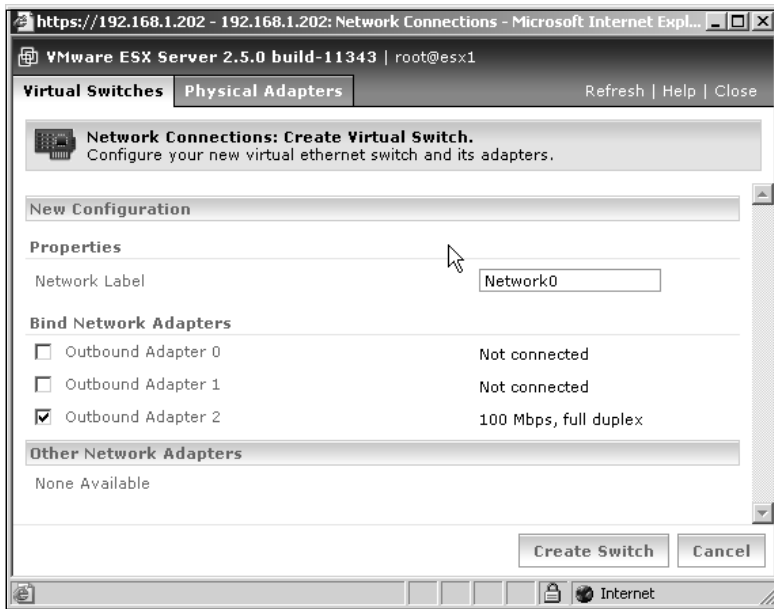 https://192.168.1.202 - 192.168.1.202: Network Connections - Microsoft Internet Expl...
VMware ESX Server 2.5.0 build-11343 | root@esx1
Virtual Switches Physical Adapters Refresh | Help | Close
Network Connections: Create Virtual Switch.
Configure your new virtual ethernet switch and its adapters.
New Configuration
Properties
Network Label Network0
Bind Network Adapters
Outbound Adapter 0 Not connected
Outbound Adapter 1 Not connected
Outbound Adapter 2 100 Mbps, full duplex
Other Network Adapters
None Available
Create Switch Cancel
Internet